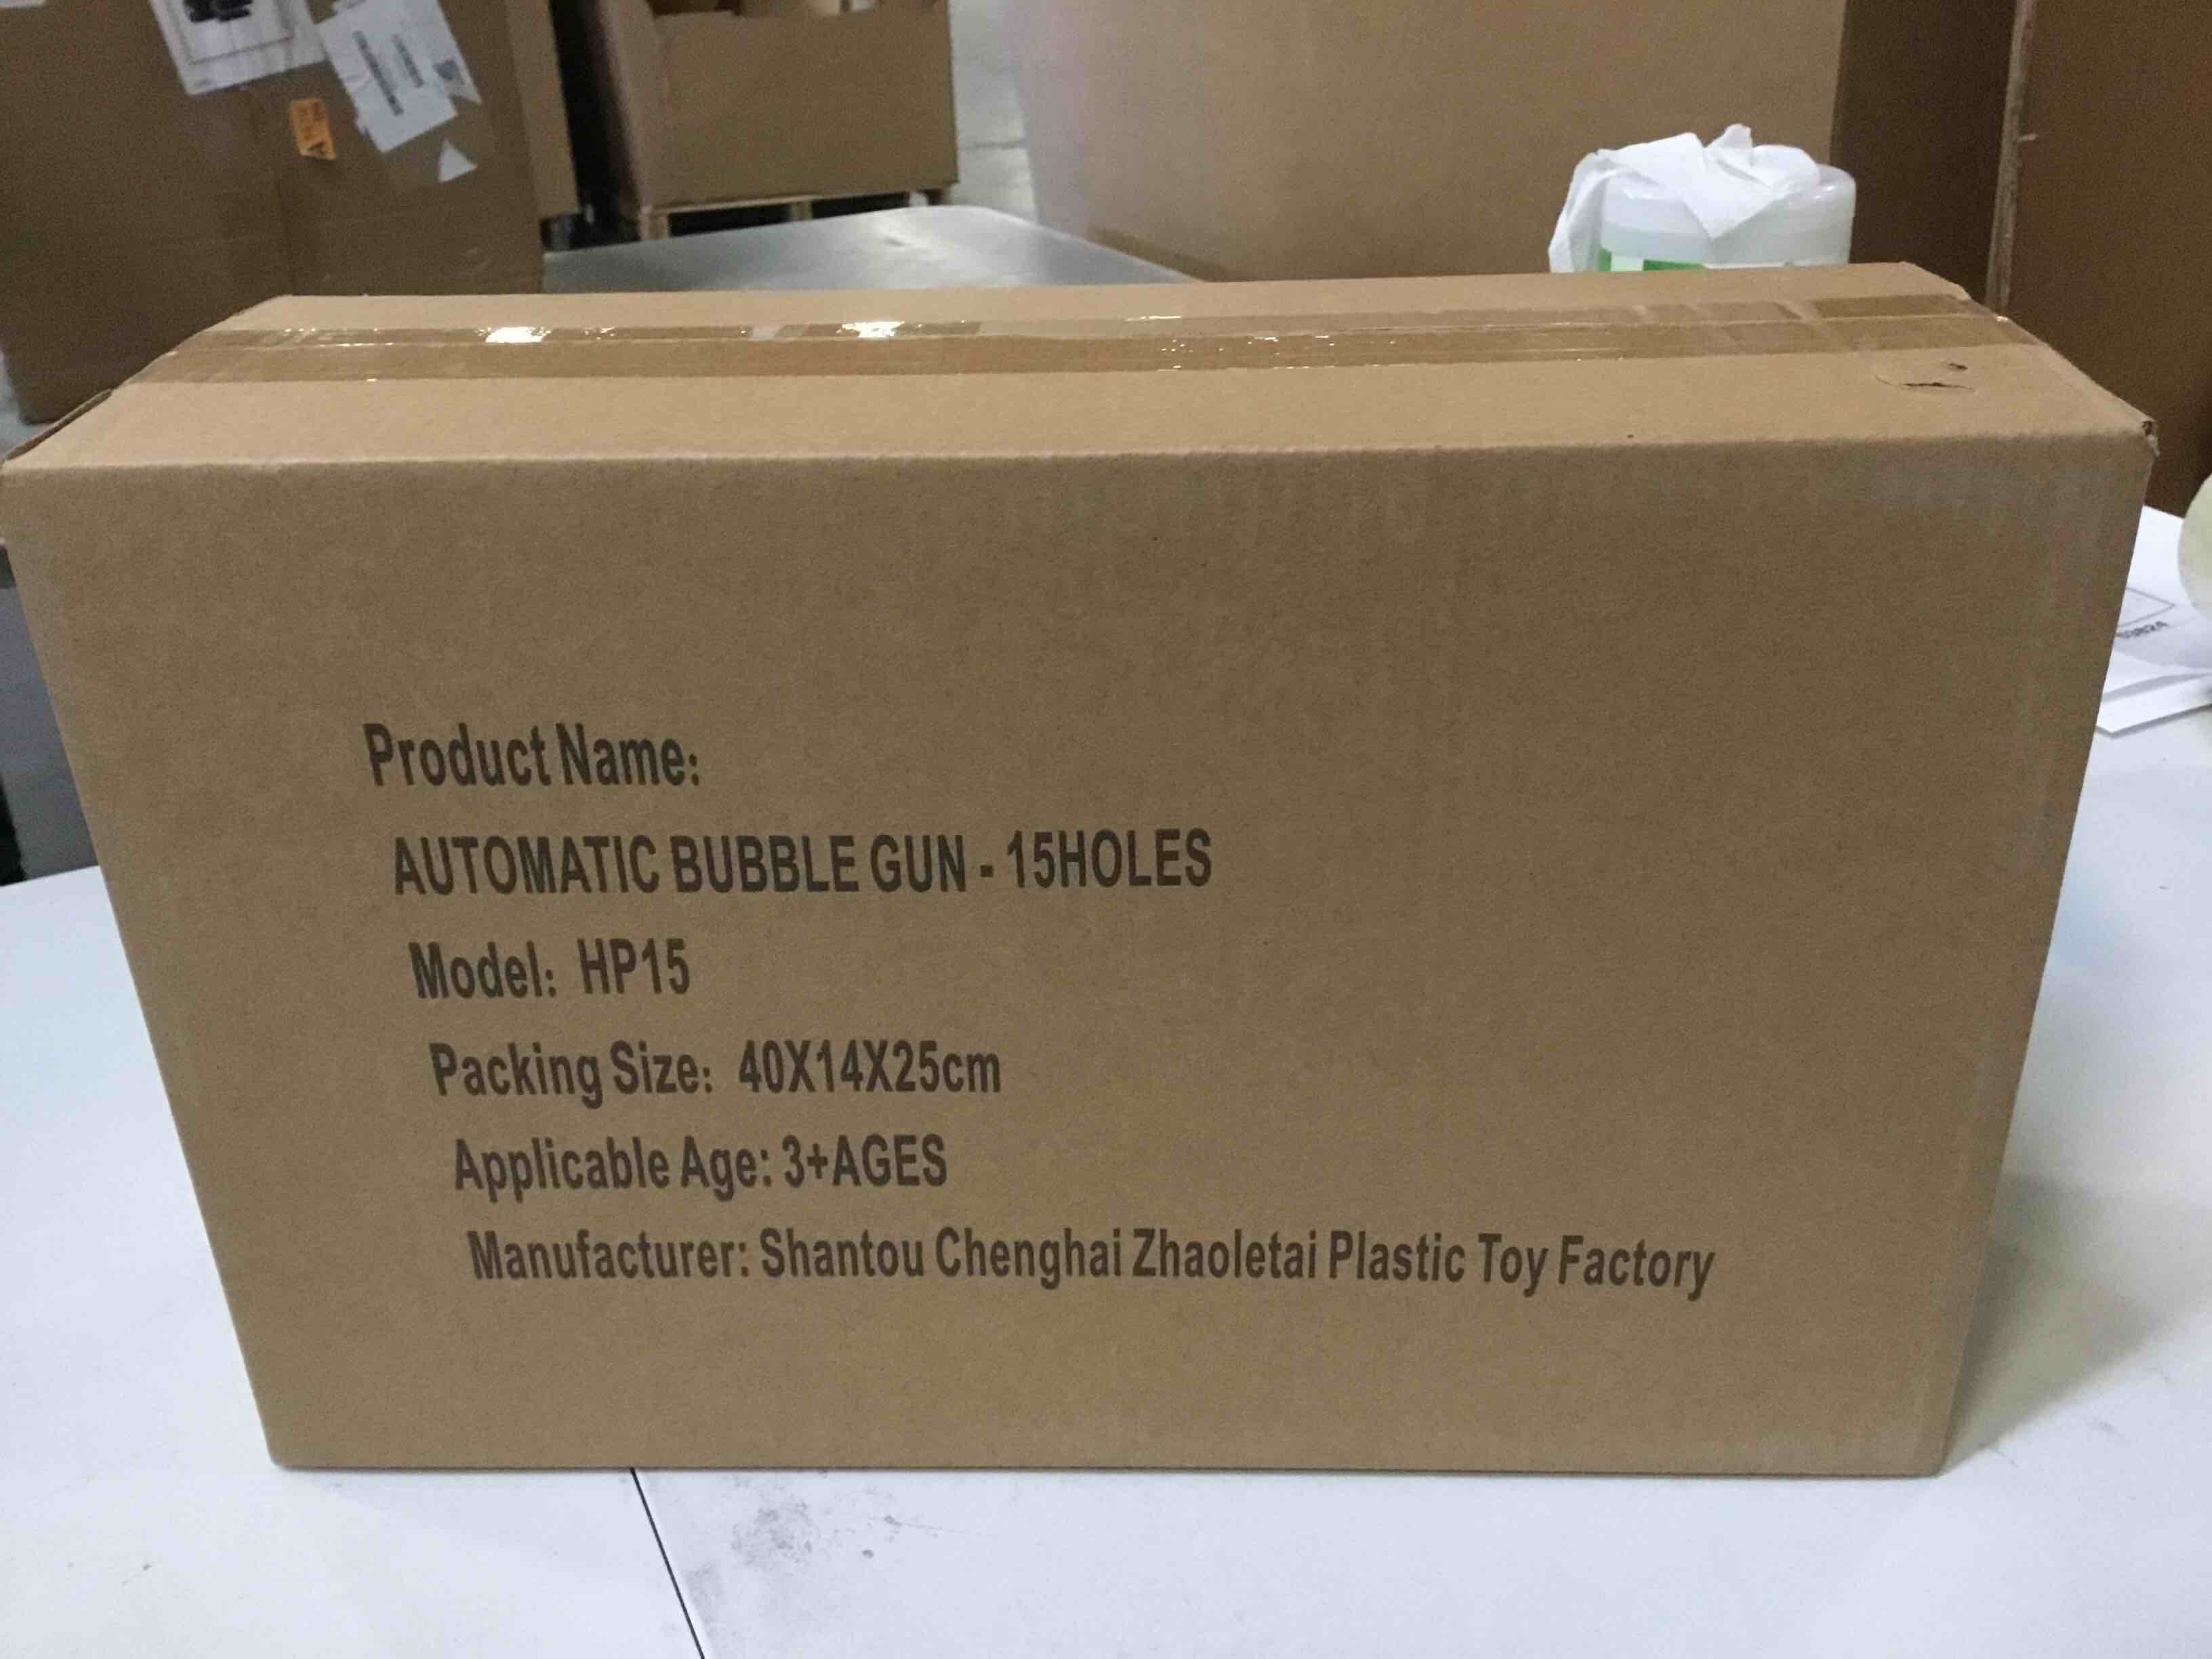 Product Name:
AUTOMATIC BUBBLE GUN - 15HOLES
Model: HP15
Packing Size: 40X14X25cm
Applicable Age: 3+AGES
Manufacturer: Shantou Chenghai Zhaoletai Plastic Toy Factory